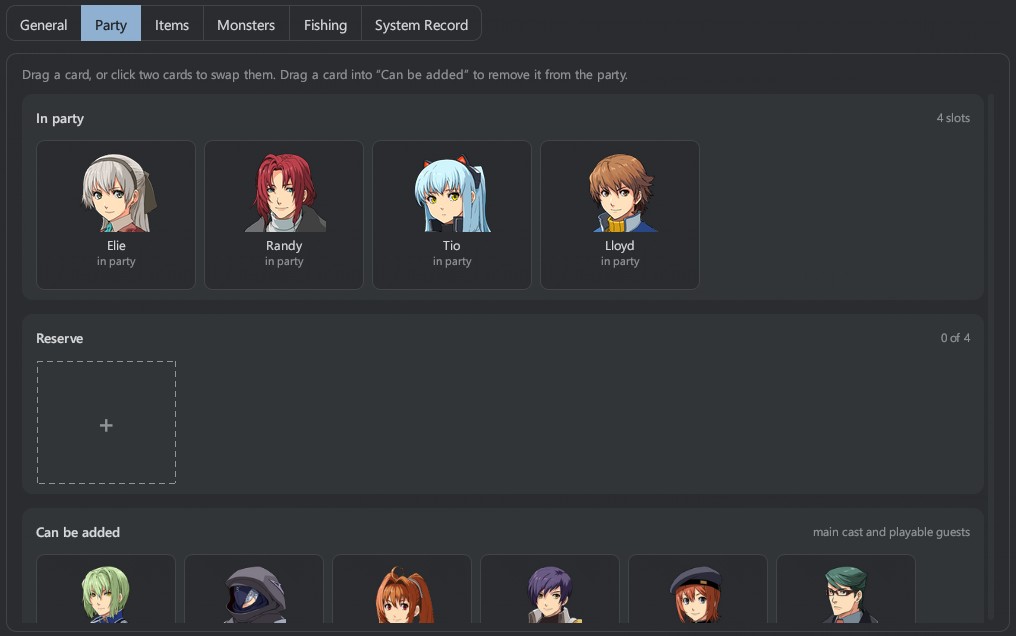 General
Party
Items
Monsters
Fishing
System Record
Drag a card, or click two cards to swap them. Drag a card into “Can be added” to remove it from the party.
In party
4 slots
Elie
in party
Randy
in party
Tio
in party
Lloyd
in party
Reserve
0 of 4
+
Can be added
main cast and playable guests